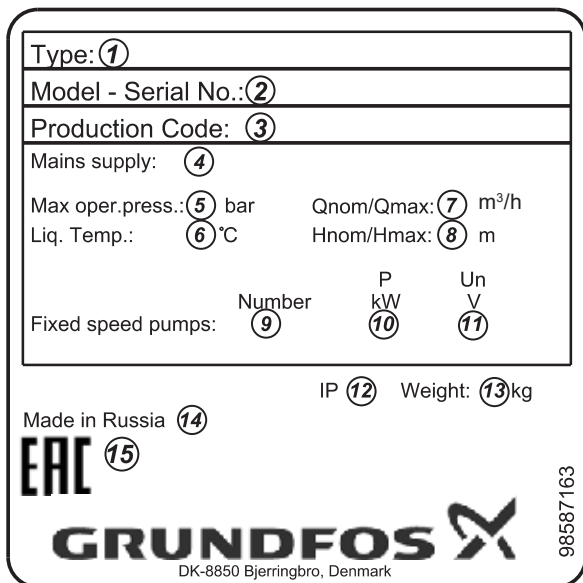 Type: 1
Model - Serial No.: 2
Production Code: 3
Mains supply: 4
Max oper.press.: 5 bar Qnom/Qmax: 7 m³/h
Liq. Temp.: 6 °C Hnom/Hmax: 8 m
P Un
Number kW V
Fixed speed pumps: 9 10 11
IP 12 Weight: 13 kg
Made in Russia 14
EAC 15
98587163
GRUNDFOS
DK-8850 Bjerringbro, Denmark